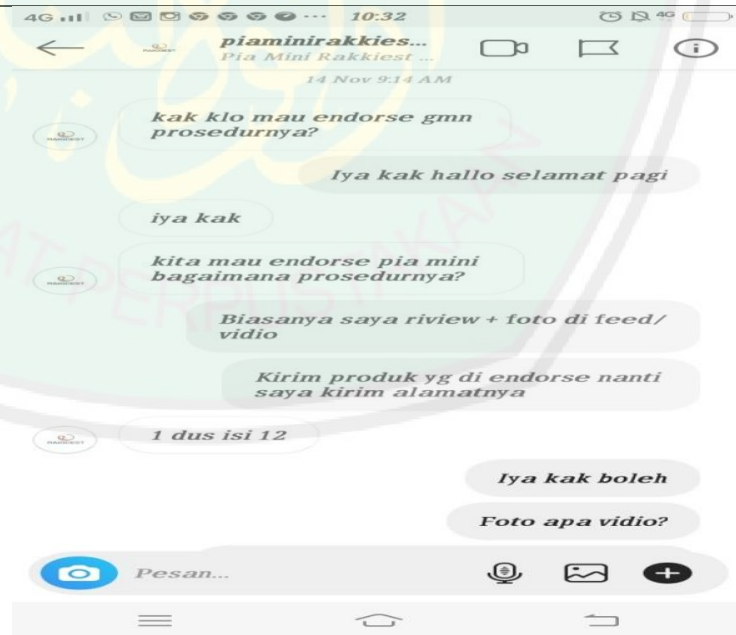 4G 10:32 4G
piaminirakkies...
Pia Mini Rakkiest ...
14 Nov 9:14 AM
kak klo mau endorse gmn
prosedurnya?
Iya kak hallo selamat pagi
iya kak
kita mau endorse pia mini
bagaimana prosedurnya?
Biasanya saya riview + foto di feed/
vidio
Kirim produk yg di endorse nanti
saya kirim alamatnya
1 dus isi 12
Iya kak boleh
Foto apa vidio?
Pesan...
AT PERPUSTAKAAN